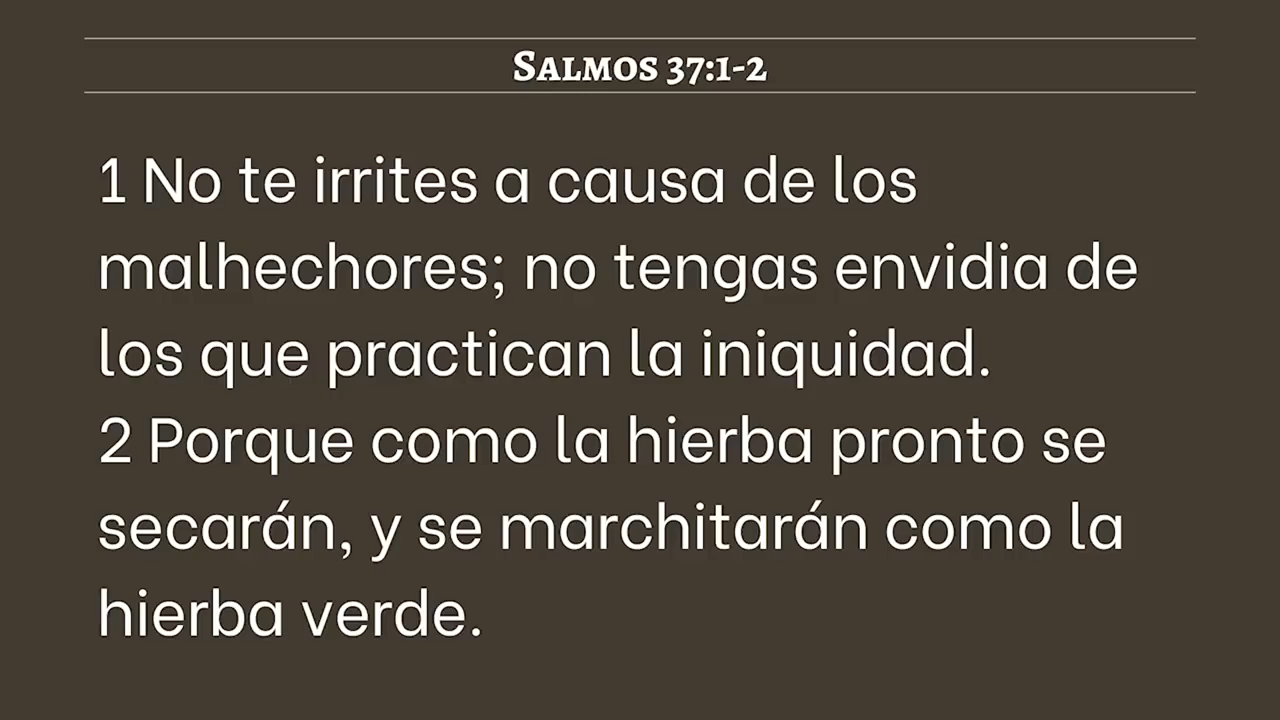 Salmos 37:1-2
1 No te irrites a causa de los
malhechores; no tengas envidia de
los que practican la iniquidad.
2 Porque como la hierba pronto se
secarán, y se marchitarán como la
hierba verde.